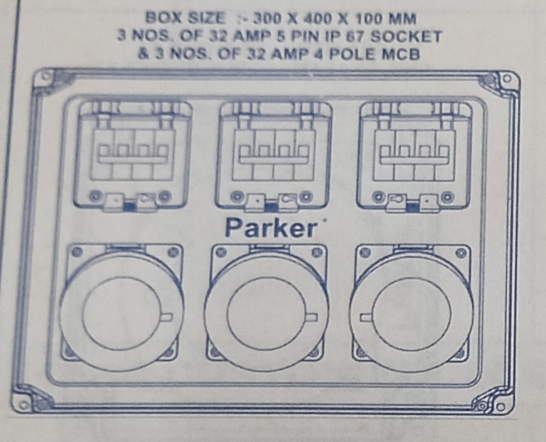 BOX SIZE :- 300 X 400 X 100 MM
3 NOS. OF 32 AMP 5 PIN IP 67 SOCKET
& 3 NOS. OF 32 AMP 4 POLE MCB
Parker